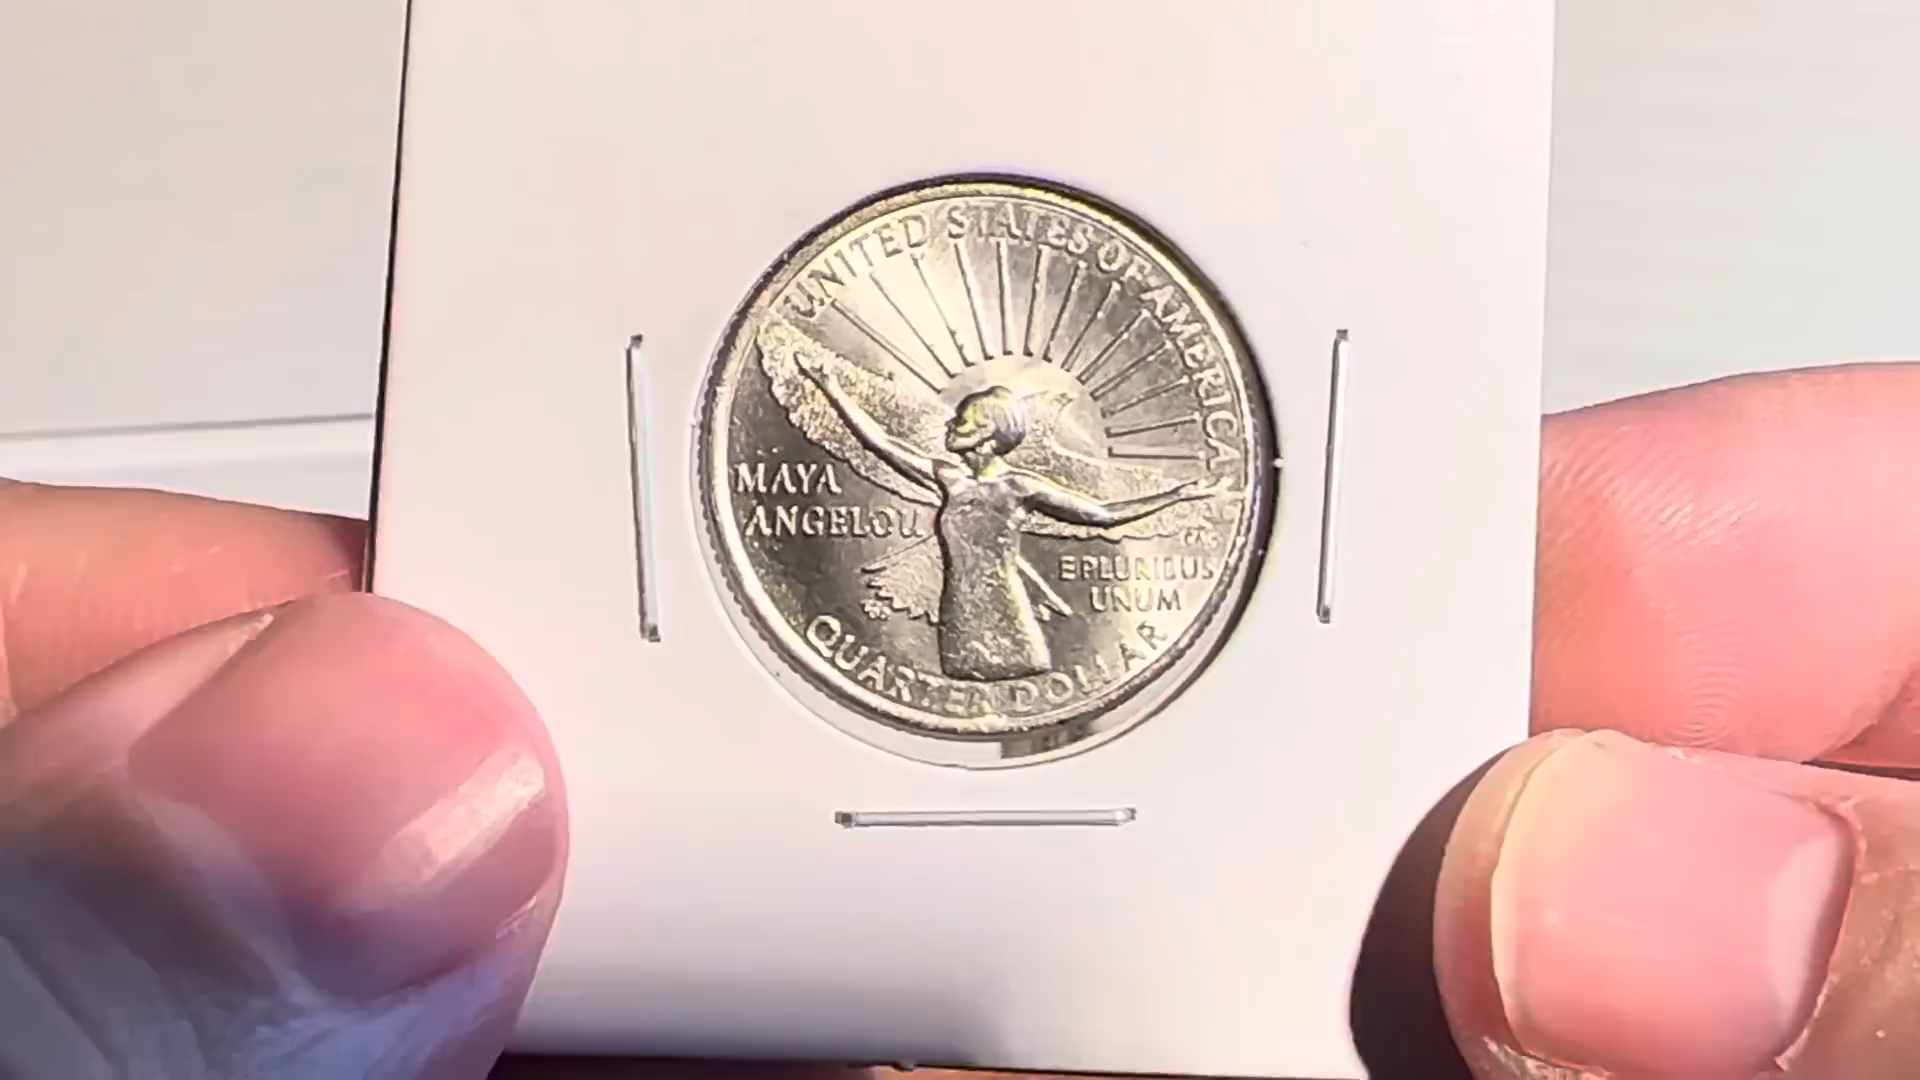 UNITED STATES OF AMERICA
MAYA
ANGELOU
E PLURIBUS
UNUM
QUARTER DOLLAR